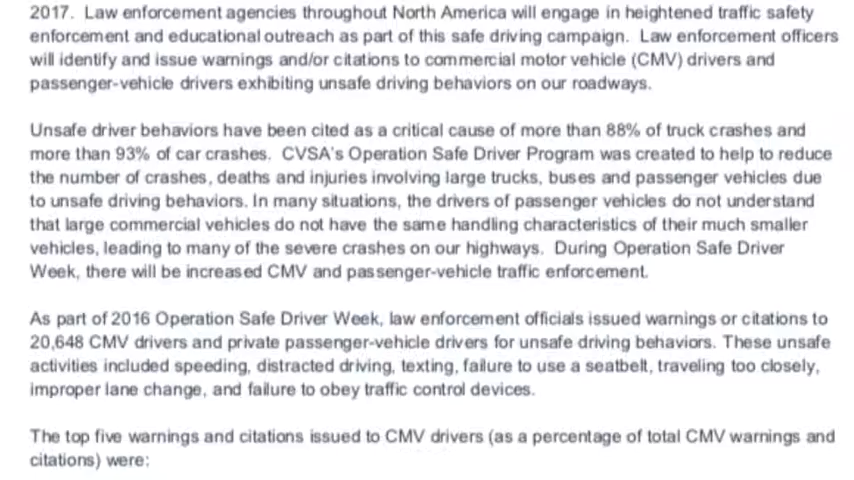 2017.  Law enforcement agencies throughout North America will engage in heightened traffic safety
enforcement and educational outreach as part of this safe driving campaign.  Law enforcement officers
will identify and issue warnings and/or citations to commercial motor vehicle (CMV) drivers and
passenger-vehicle drivers exhibiting unsafe driving behaviors on our roadways.

Unsafe driver behaviors have been cited as a critical cause of more than 88% of truck crashes and
more than 93% of car crashes.  CVSA's Operation Safe Driver Program was created to help to reduce
the number of crashes, deaths and injuries involving large trucks, buses and passenger vehicles due
to unsafe driving behaviors. In many situations, the drivers of passenger vehicles do not understand
that large commercial vehicles do not have the same handling characteristics of their much smaller
vehicles, leading to many of the severe crashes on our highways.  During Operation Safe Driver
Week, there will be increased CMV and passenger-vehicle traffic enforcement.

As part of 2016 Operation Safe Driver Week, law enforcement officials issued warnings or citations to
20,648 CMV drivers and private passenger-vehicle drivers for unsafe driving behaviors. These unsafe
activities included speeding, distracted driving, texting, failure to use a seatbelt, traveling too closely,
improper lane change, and failure to obey traffic control devices.

The top five warnings and citations issued to CMV drivers (as a percentage of total CMV warnings and
citations) were: